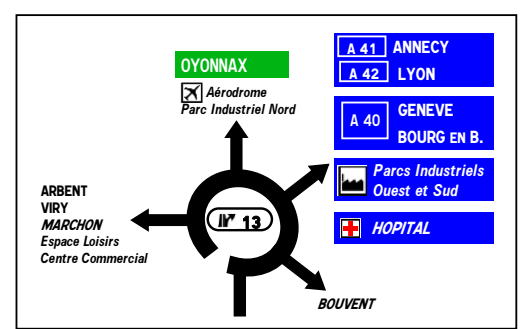 OYONNAX
Aérodrome
Parc Industriel Nord
A 41 ANNECY
A 42 LYON
A 40 GENEVE
BOURG EN B.
Parcs Industriels
Ouest et Sud
HOPITAL
ARBENT
VIRY
MARCHON
Espace Loisirs
Centre Commercial
13
BOUVENT